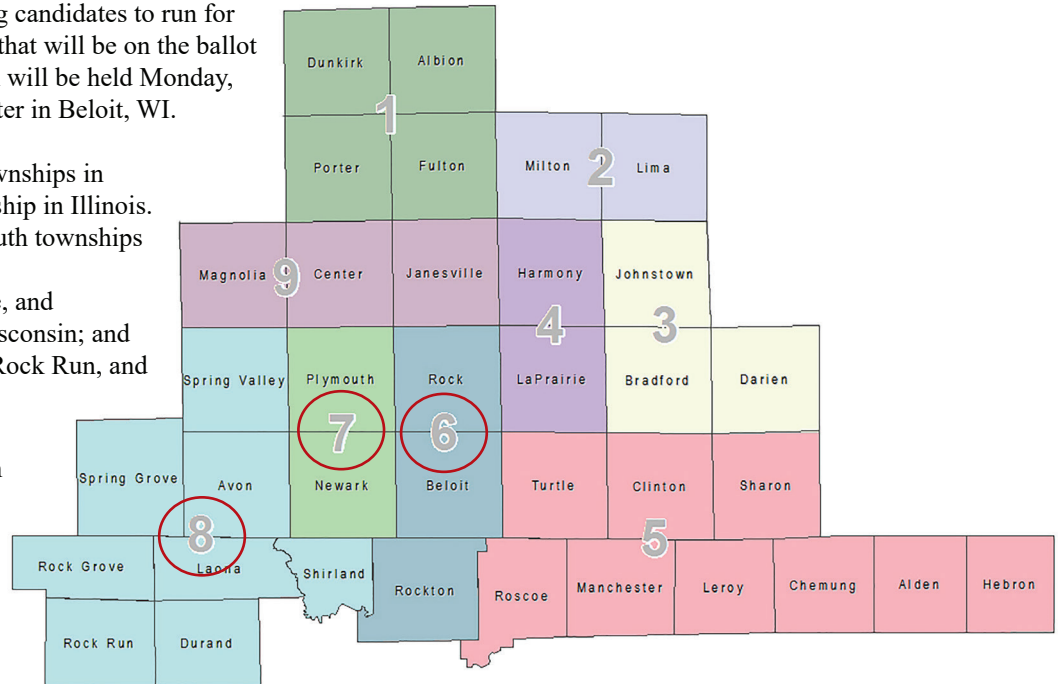 g candidates to run for
that will be on the ballot
will be held Monday,
ter in Beloit, WI.
wnships in
ship in Illinois.
uth townships
, and
sconsin; and
Rock Run, and
Dunkirk
Albion
1
Porter
Fulton
Milton
2
Lima
Magnolia
9
Center
Janesville
Harmony
Johnstown
4
3
Spring Valley
Plymouth
Rock
LaPrairie
Bradford
Darien
7
6
Spring Grove
Avon
Newark
Beloit
Turtle
Clinton
Sharon
8
5
Rock Grove
Laona
Shirland
Rockton
Roscoe
Manchester
Leroy
Chemung
Alden
Hebron
Rock Run
Durand